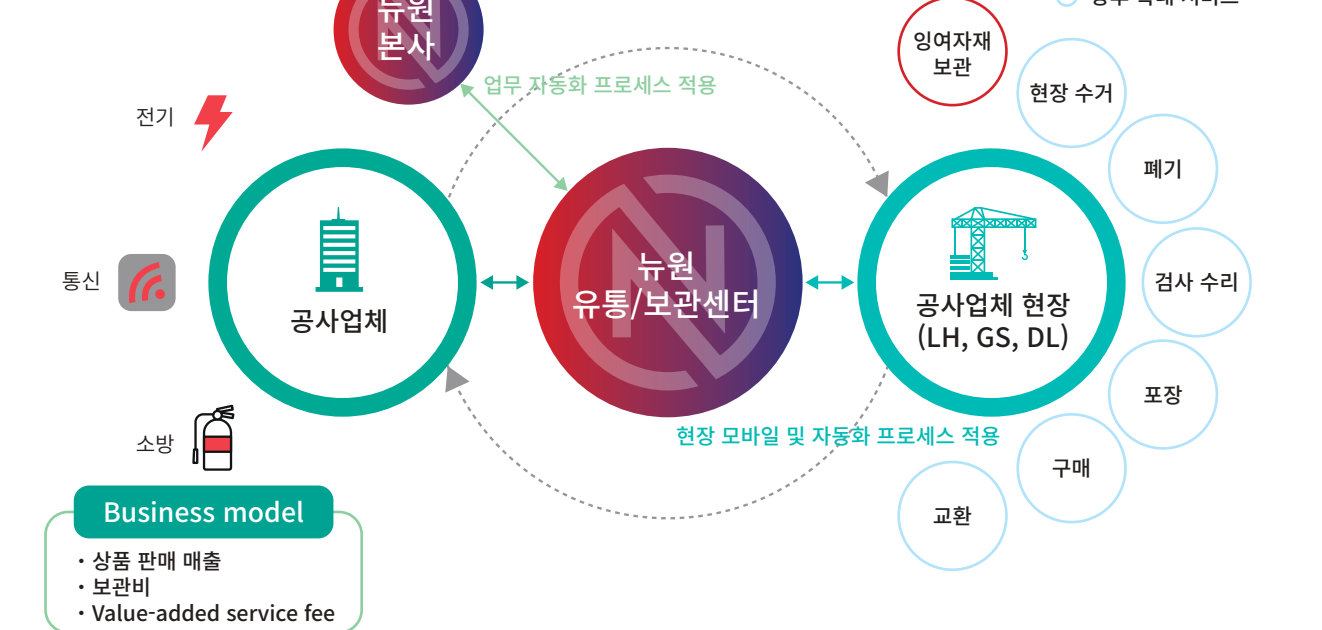 뉴원
본사
업무 자동화 프로세스 적용
잉여자재
보관
현장 수거
폐기
검사 수리
포장
구매
교환
전기
통신
소방
공사업체
뉴원
유통/보관센터
공사업체 현장
(LH, GS, DL)
현장 모바일 및 자동화 프로세스 적용
Business model
· 상품 판매 매출
· 보관비
· Value-added service fee